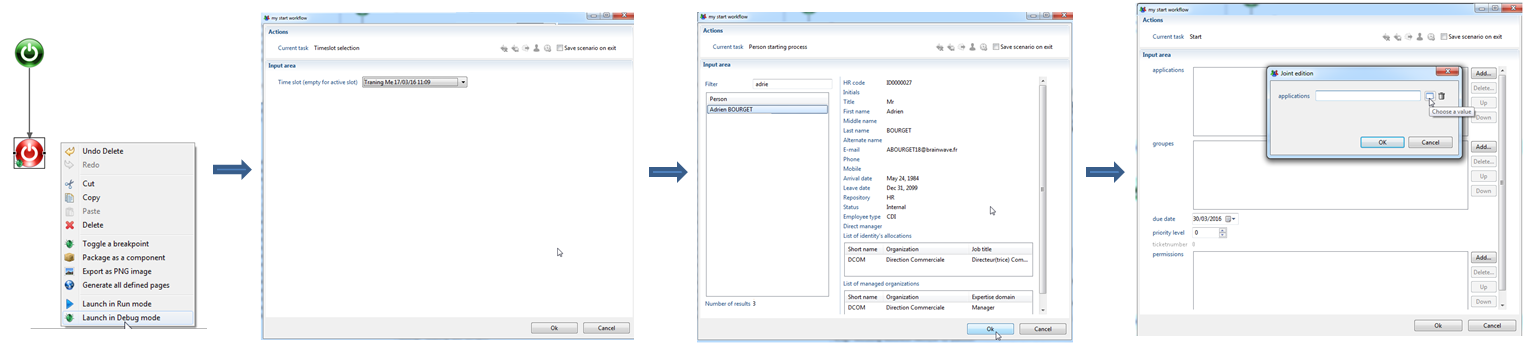 Undo Delete
Redo
Cut
Copy
Paste
Delete
Toggle a breakpoint
Package as a component
Export as PNG image
Generate all defined pages
Launch in Run mode
Launch in Debug mode
my start workflow
Actions
Current task Timeslot selection
Save scenario on exit
Input area
Time slot (empty for active slot) Traning Me 17/03/16 11:09
Ok Cancel
my start workflow
Actions
Current task Person starting process
Save scenario on exit
Input area
Filter adrie
Person
Adrien BOURGET
Number of results 3
HR code ID0000027
Initials
Title Mr
First name Adrien
Middle name
Last name BOURGET
Alternate name
E-mail ABOURGET18@brainwave.fr
Phone
Mobile
Arrival date May 24, 1984
Leave date Dec 31, 2099
Repository HR
Status Internal
Employee type CDI
Direct manager
List of identity's allocations
Short name Organization Job title
DCOM Direction Commerciale Directeur(trice) Com...
List of managed organizations
Short name Organization Expertise domain
DCOM Direction Commerciale Manager
Ok Cancel
my start workflow
Actions
Current task Start
Save scenario on exit
Input area
applications
Add...
Delete...
Up
Down
Joint edition
applications
Choose a value
OK Cancel
groupes
Add...
Delete...
Up
Down
due date 30/03/2016
priority level 0
ticketnumber 0
permissions
Add...
Delete...
Up
Down
Ok Cancel